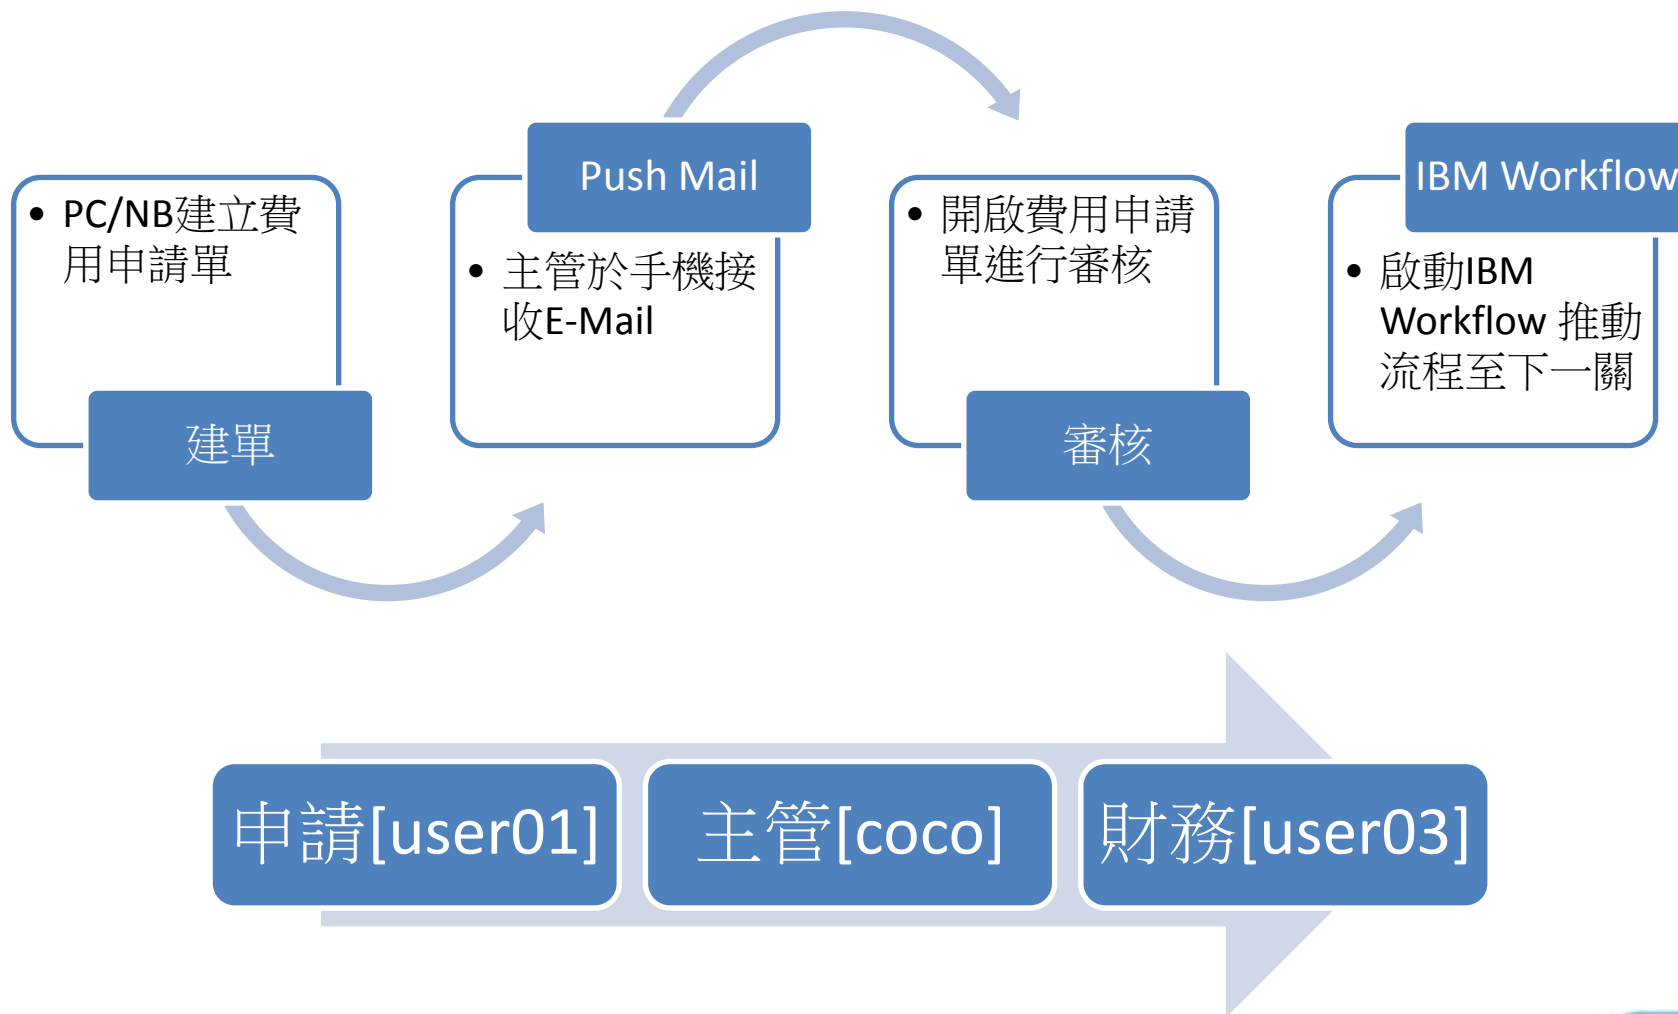 • PC/NB建立費
用申請單
建單
Push Mail
• 主管於手機接
收E-Mail
• 開啟費用申請
單進行審核
審核
IBM Workflow
• 啟動IBM
Workflow 推動
流程至下一關
申請[user01]
主管[coco]
財務[user03]